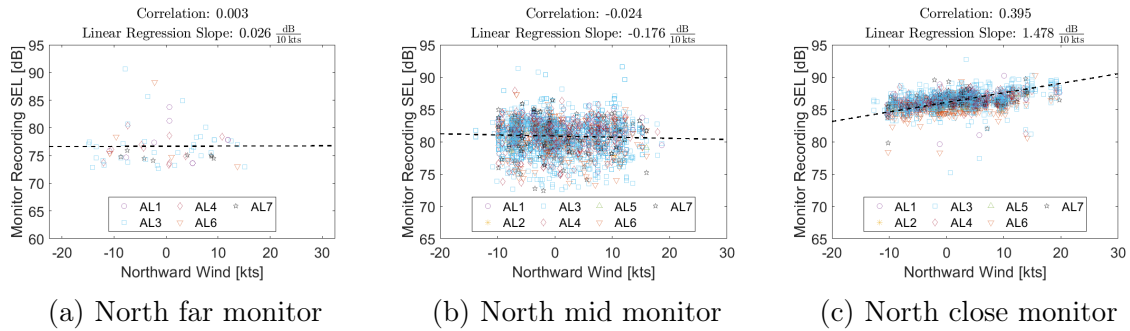 Correlation: 0.003
Linear Regression Slope: 0.026 dB/10 kts
Monitor Recording SEL [dB]
95
90
85
80
75
70
65
60
-20 -10 0 10 20 30
Northward Wind [kts]
AL1 AL4 AL7
AL3 AL6
(a) North far monitor
Correlation: -0.024
Linear Regression Slope: -0.176 dB/10 kts
Monitor Recording SEL [dB]
95
90
85
80
75
70
65
-20 -10 0 10 20 30
Northward Wind [kts]
AL1 AL3 AL5 AL7
AL2 AL4 AL6
(b) North mid monitor
Correlation: 0.395
Linear Regression Slope: 1.478 dB/10 kts
Monitor Recording SEL [dB]
95
90
85
80
75
70
65
-20 -10 0 10 20 30
Northward Wind [kts]
AL1 AL3 AL5 AL7
AL2 AL4 AL6
(c) North close monitor